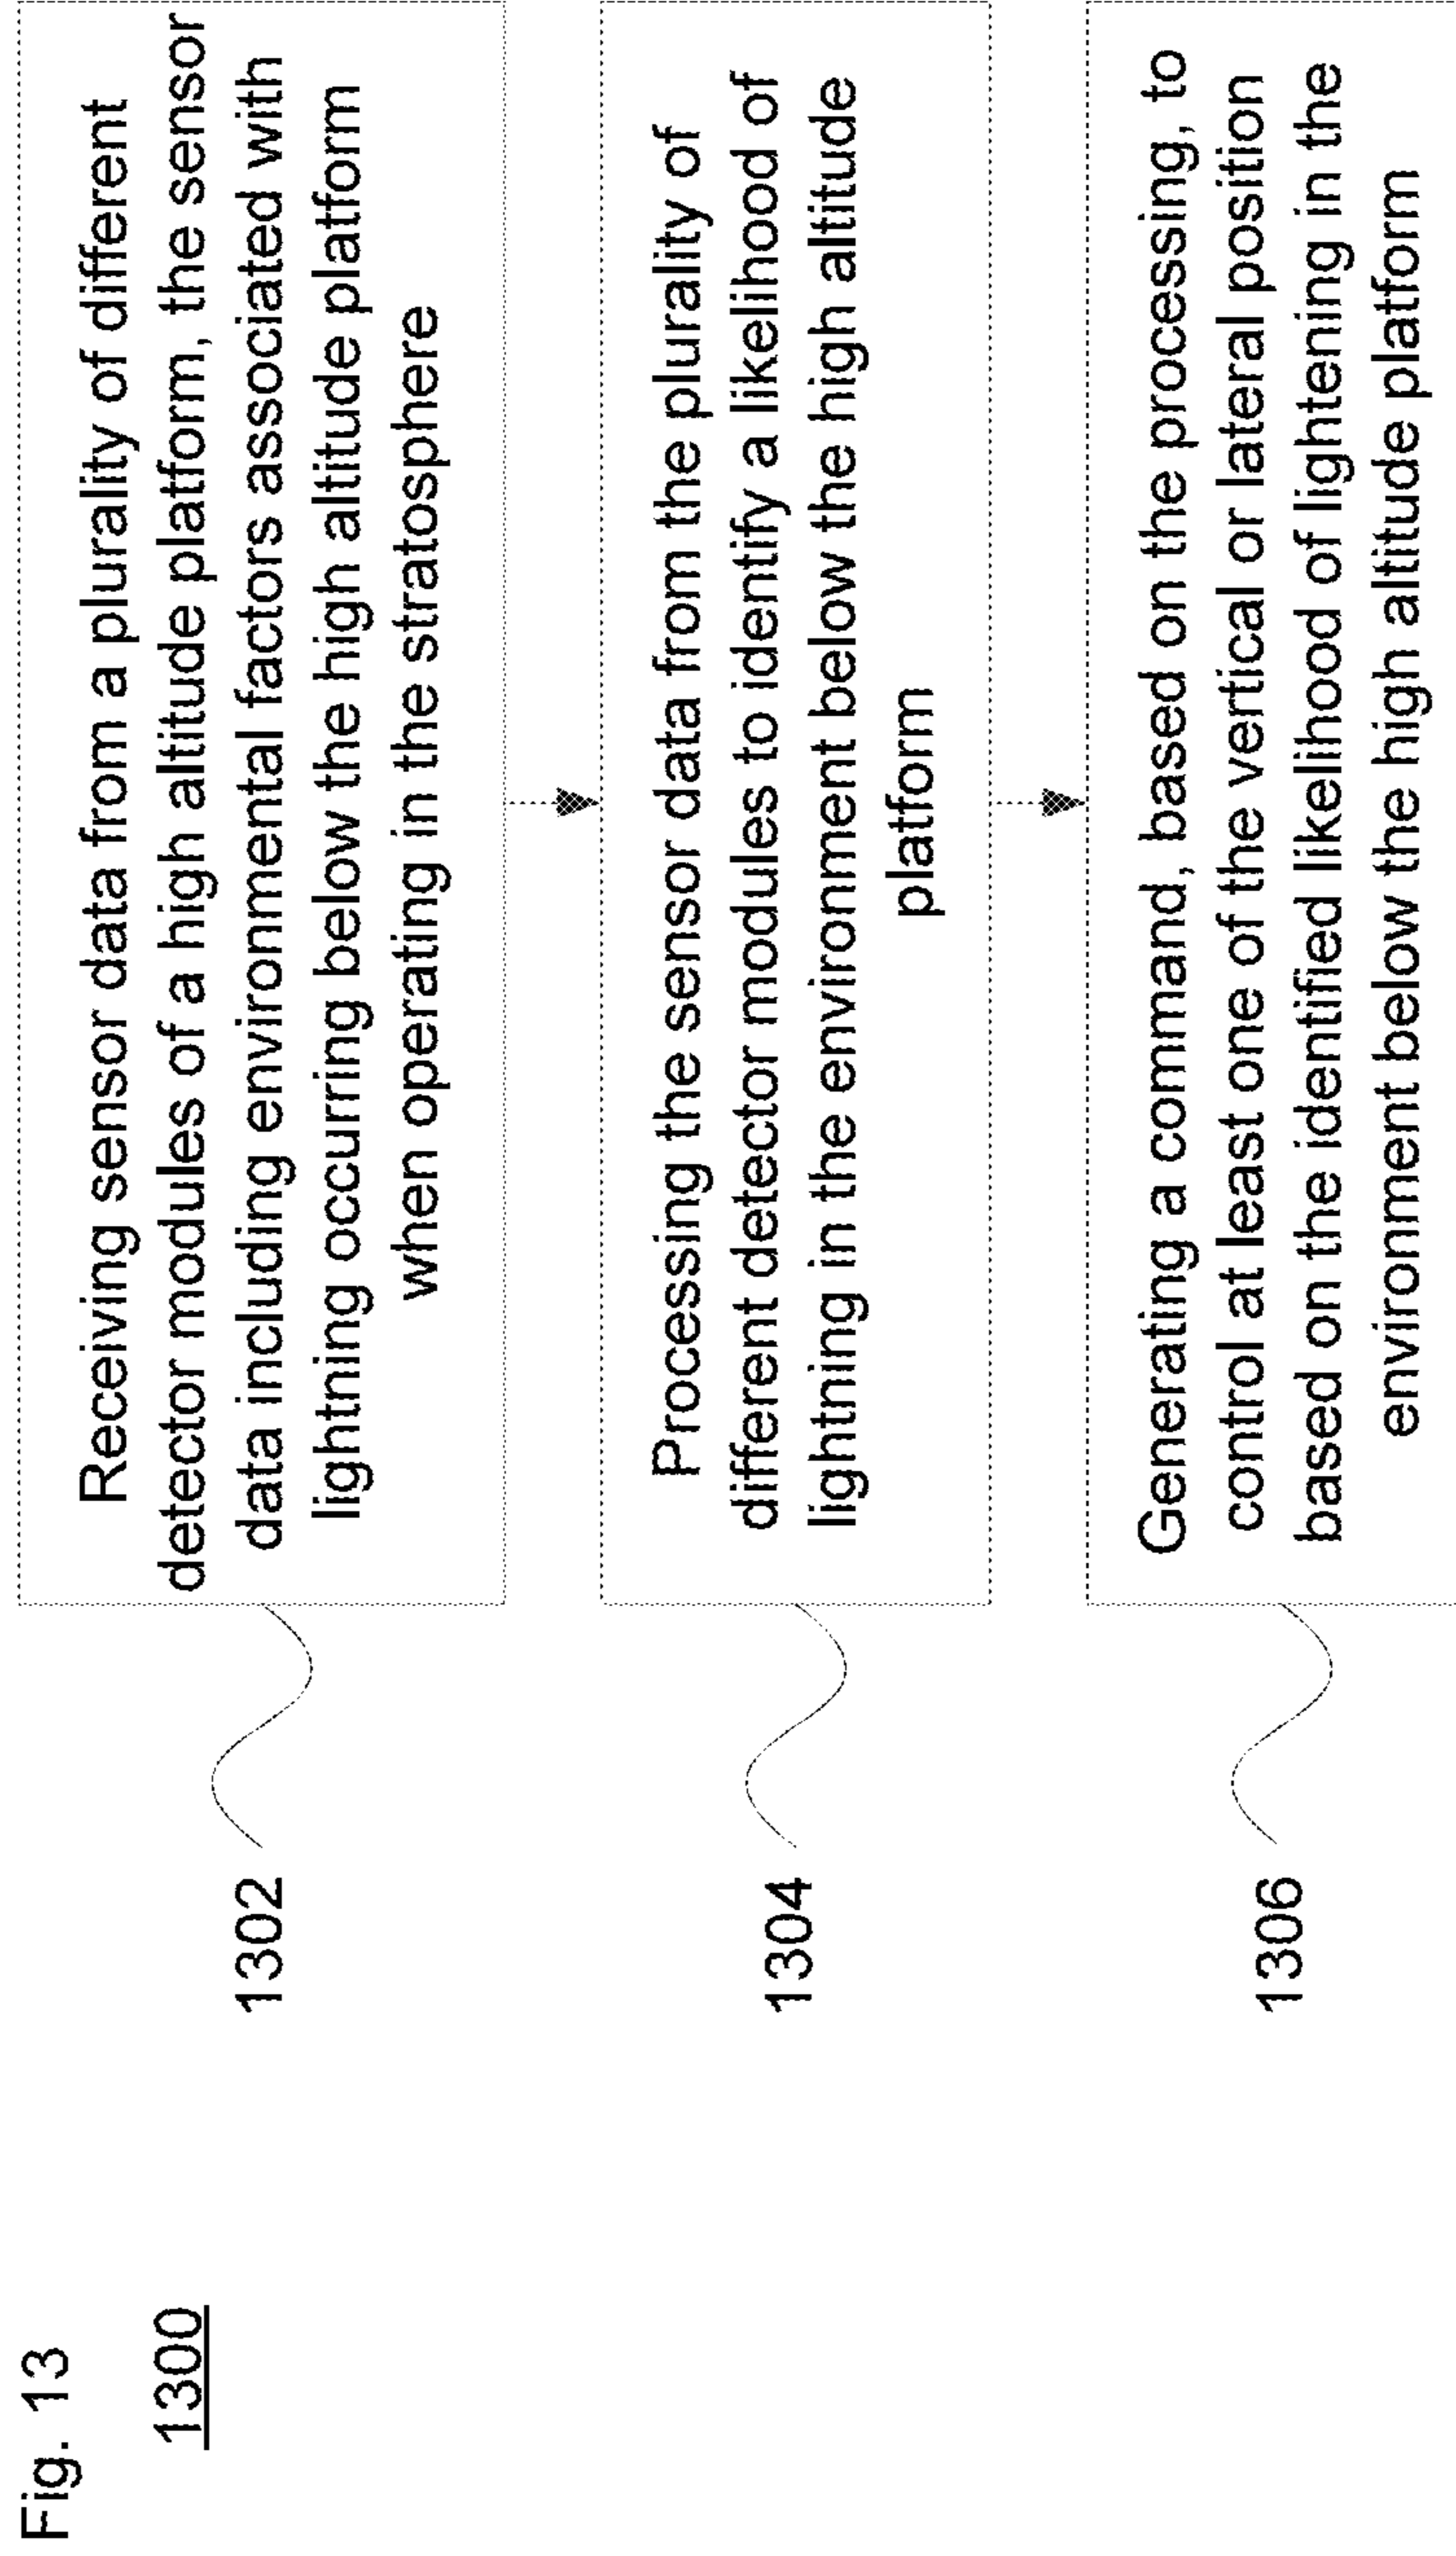 Fig. 13
1300
1302
Receiving sensor data from a plurality of different
detector modules of a high altitude platform, the sensor
data including environmental factors associated with
lightning occurring below the high altitude platform
when operating in the stratosphere
1304
Processing the sensor data from the plurality of
different detector modules to identify a likelihood of
lightning in the environment below the high altitude
platform
1306
Generating a command, based on the processing, to
control at least one of the vertical or lateral position
based on the identified likelihood of lightening in the
environment below the high altitude platform